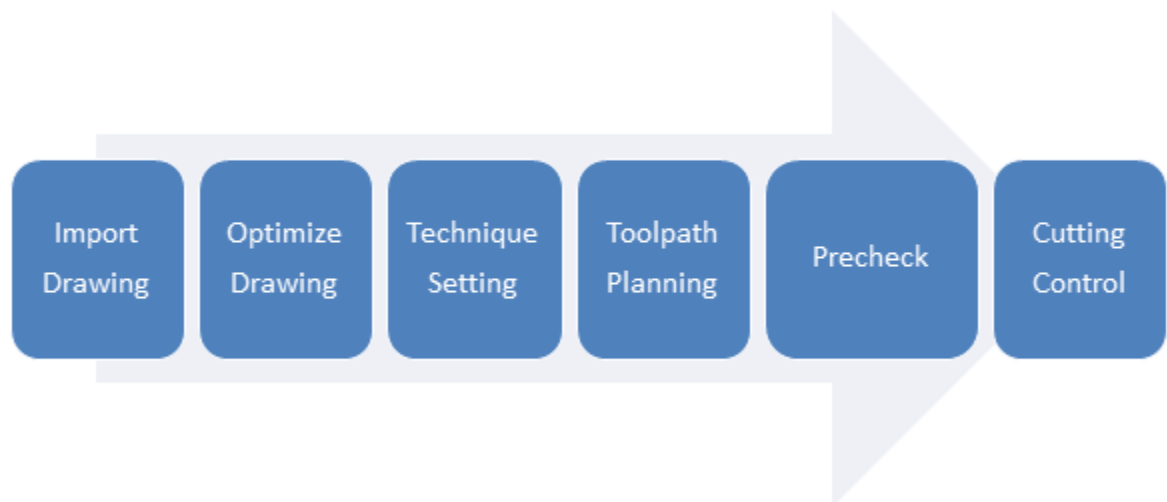 Import
Drawing
Optimize
Drawing
Technique
Setting
Toolpath
Planning
Precheck
Cutting
Control